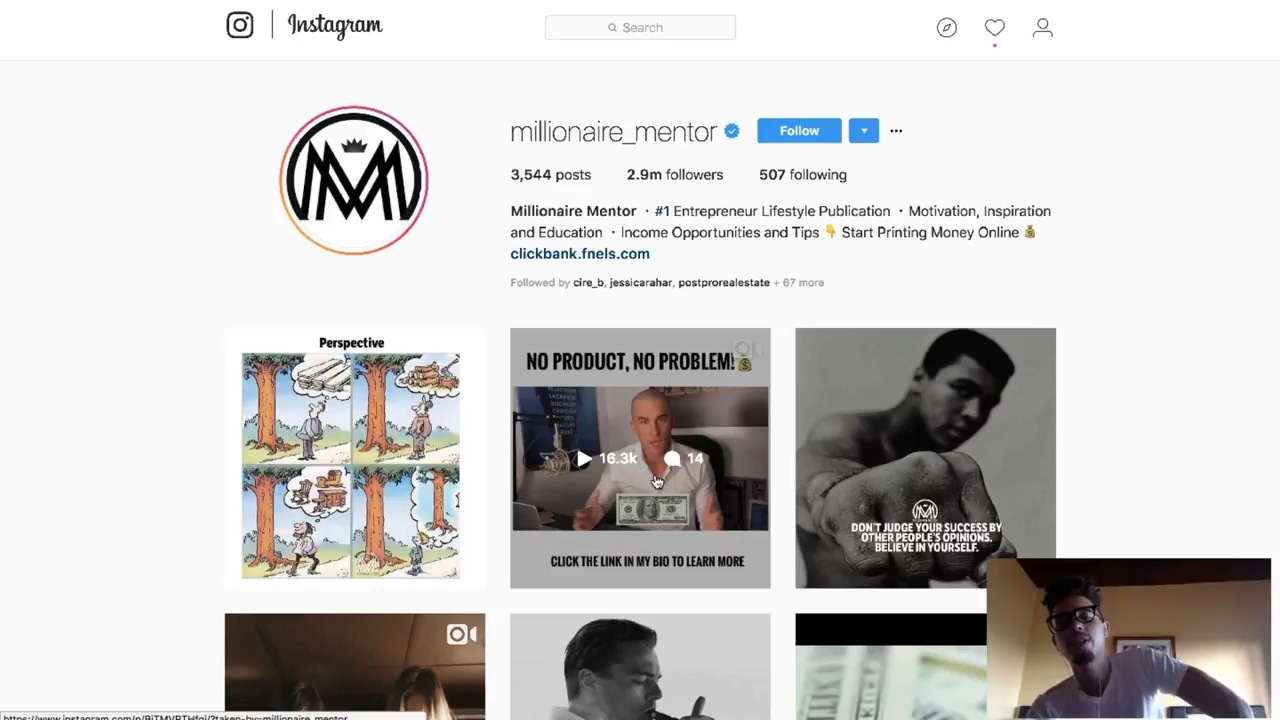 Instagram
Search
millionaire_mentor
Follow
3,544 posts 2.9m followers 507 following
Millionaire Mentor · #1 Entrepreneur Lifestyle Publication · Motivation, Inspiration
and Education · Income Opportunities and Tips 👇 Start Printing Money Online 💰
clickbank.fnels.com
Followed by cire_b, jessicarahar, postprorealestate + 67 more
Perspective
NO PRODUCT, NO PROBLEM!💰
16.3k 14
CLICK THE LINK IN MY BIO TO LEARN MORE
DON'T JUDGE YOUR SUCCESS BY
OTHER PEOPLE'S OPINIONS.
BELIEVE IN YOURSELF.